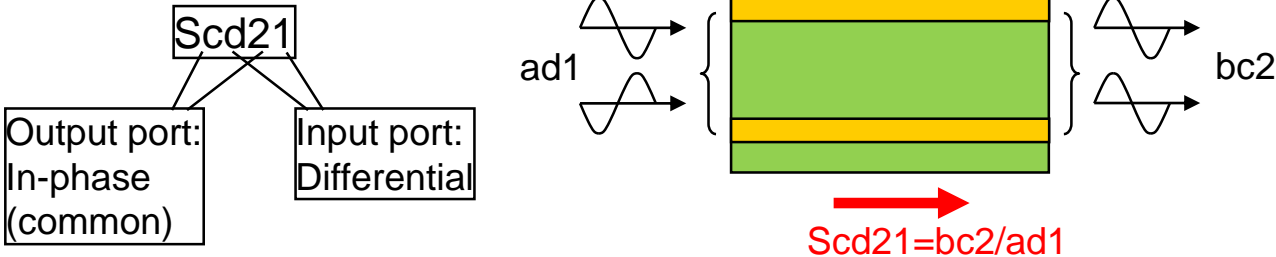 Scd21
Output port:
In-phase
(common)
Input port:
Differential
ad1
bc2
Scd21=bc2/ad1